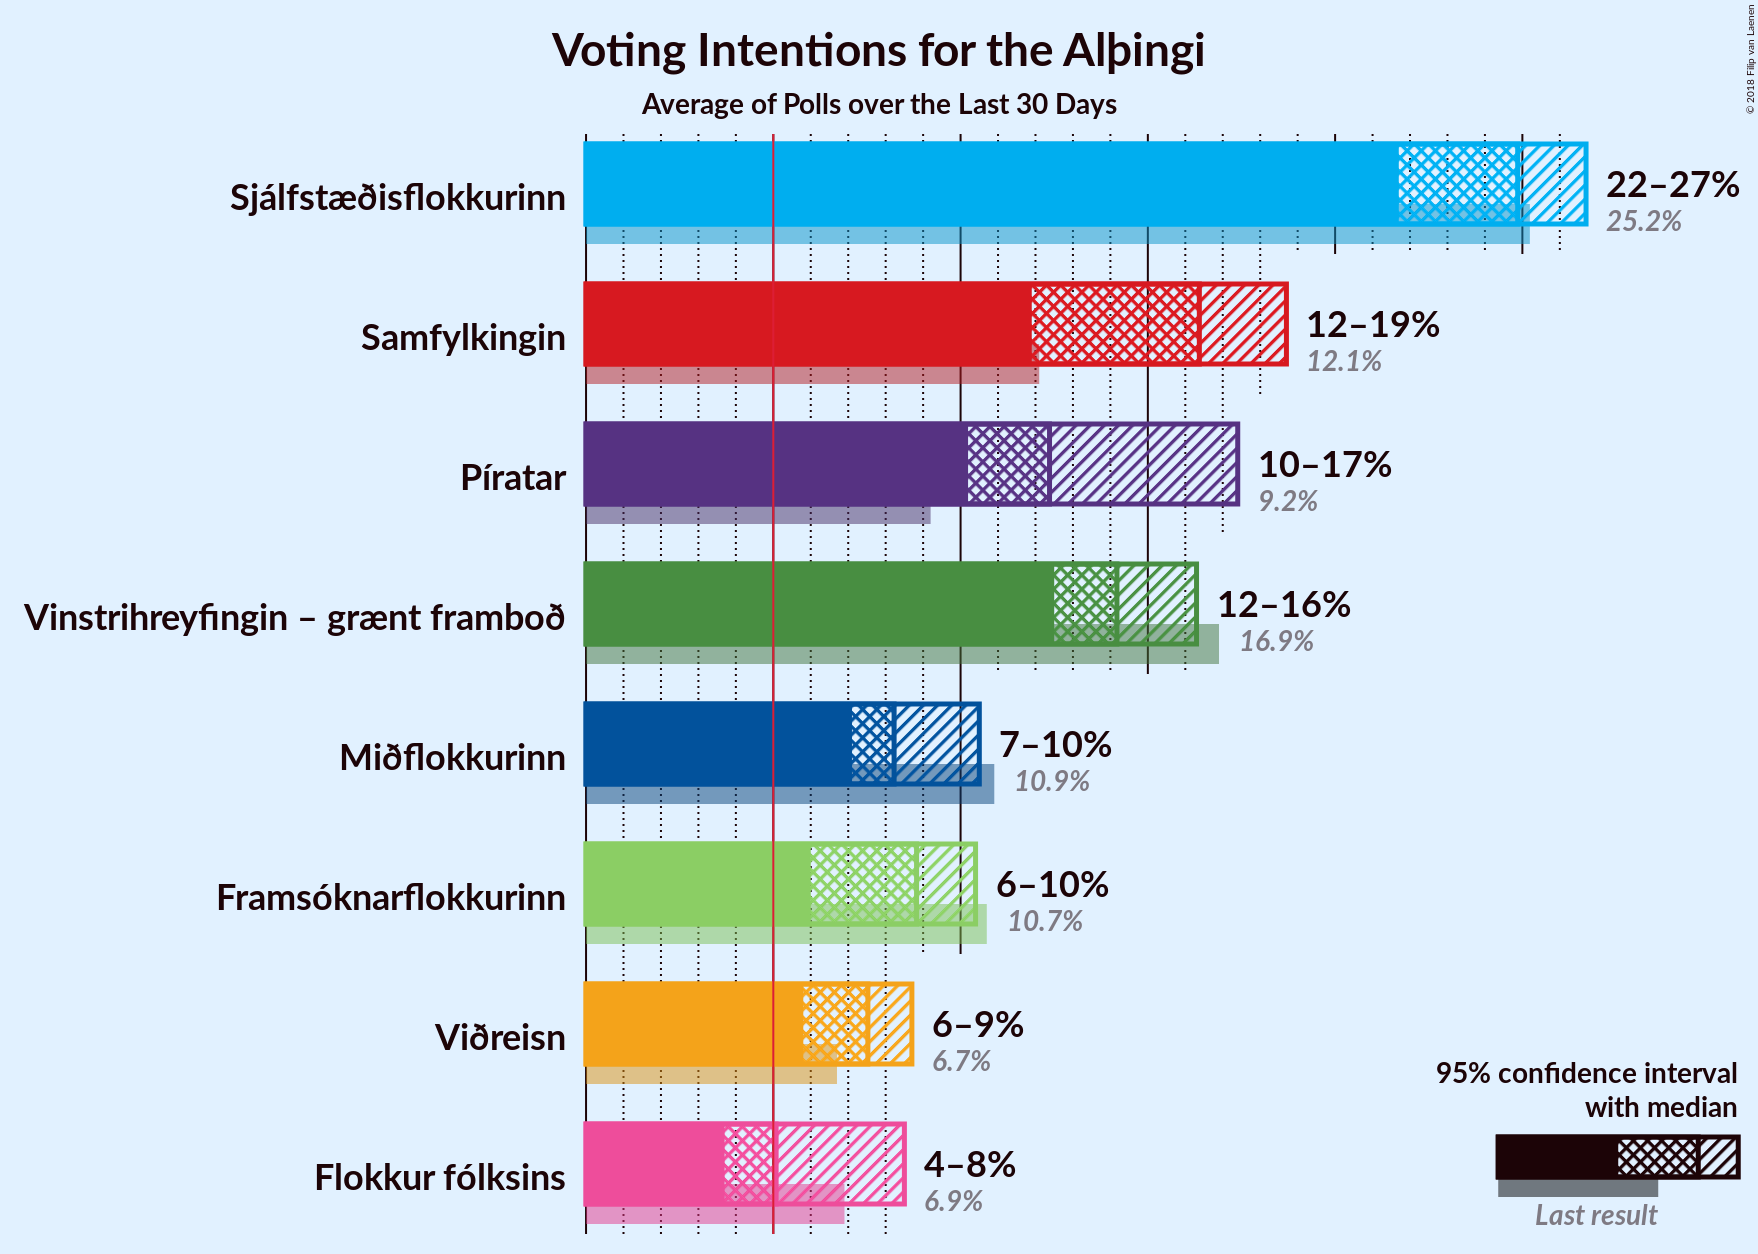 Voting Intentions for the Alþingi
Average of Polls over the Last 30 Days
© 2018 Filip van Laenen
Sjálfstæðisflokkurinn
22–27%
25.2%
Samfylkingin
12–19%
12.1%
Píratar
10–17%
9.2%
Vinstrihreyfingin – grænt framboð
12–16%
16.9%
Miðflokkurinn
7–10%
10.9%
Framsóknarflokkurinn
6–10%
10.7%
Viðreisn
6–9%
6.7%
Flokkur fólksins
4–8%
6.9%
95% confidence interval
with median
Last result